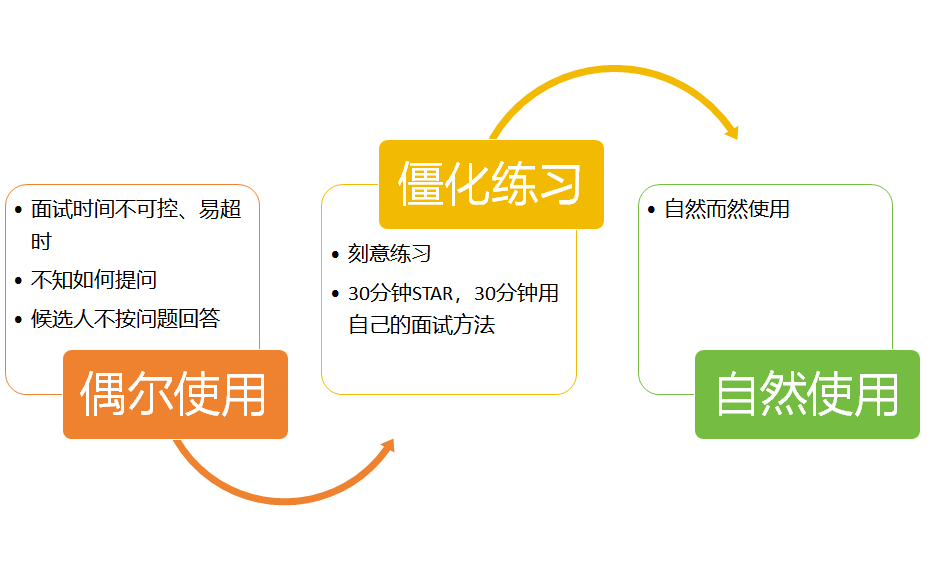 • 面试时间不可控、易超
时
• 不知如何提问
• 候选人不按问题回答
偶尔使用
僵化练习
• 刻意练习
• 30分钟STAR，30分钟用
自己的面试方法
• 自然而然使用
自然使用